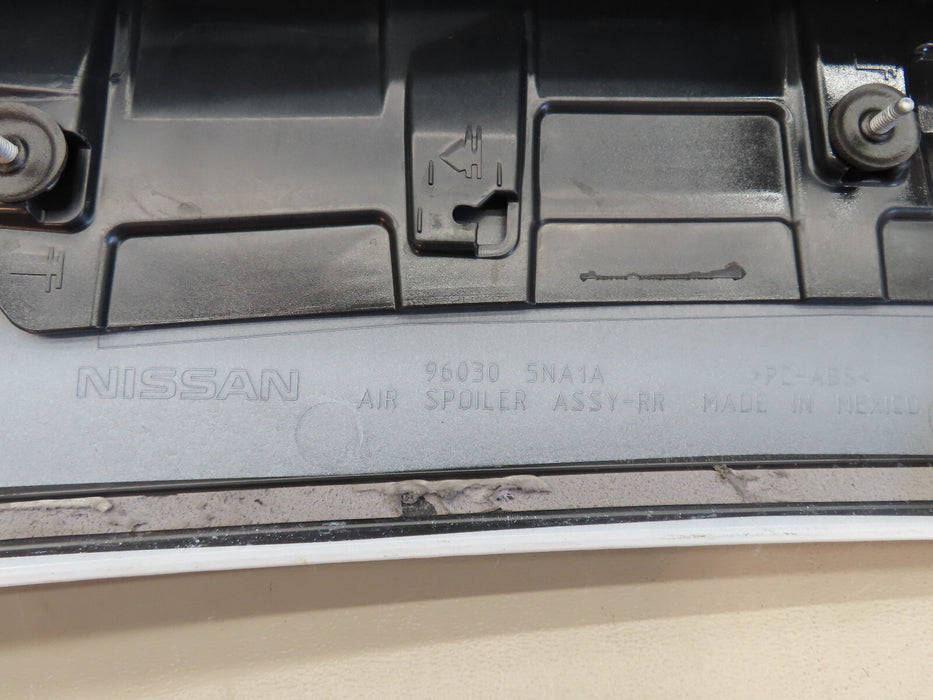 NISSAN
96030 5NA1A >PC-ABS<
AIR SPOILER ASSY-RR MADE IN MEXICO